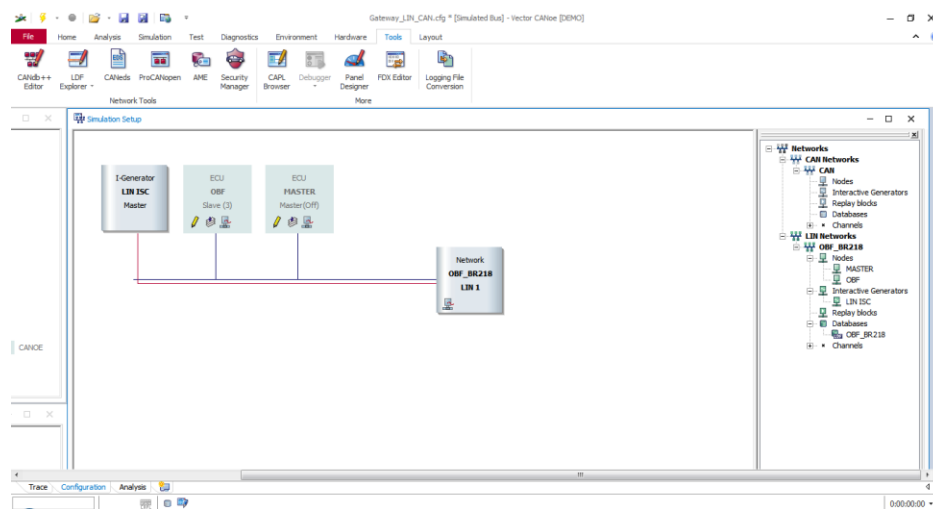 Gateway_LIN_CAN.cfg * [Simulated Bus] - Vector CANoe [DEMO]
File Home Analysis Simulation Test Diagnostics Environment Hardware Tools Layout
CANdb++ Editor
LDF Explorer
CANeds
ProCANopen
AME
Security Manager
CAPL Browser
Debugger
Panel Designer
FDX Editor
Logging File Conversion
Network Tools
More
Simulation Setup
I-Generator
LIN ISC
Master
ECU
OBF
Slave (3)
ECU
MASTER
Master(Off)
Network
OBF_BR218
LIN 1
Networks
CAN Networks
CAN
Nodes
Interactive Generators
Replay blocks
Databases
Channels
LIN Networks
OBF_BR218
Nodes
MASTER
OBF
Interactive Generators
LIN ISC
Replay blocks
Databases
OBF_BR218
Channels
CANOE
Trace Configuration Analysis
0:00:00:00